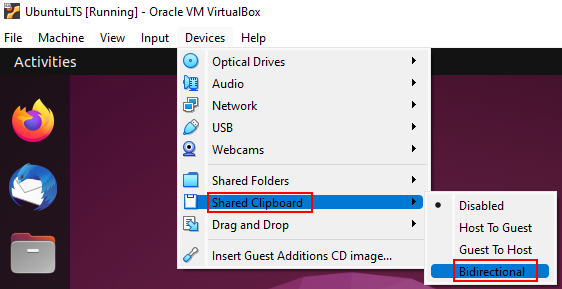 UbuntuLTS [Running] - Oracle VM VirtualBox
File Machine View Input Devices Help
Activities
Optical Drives
Audio
Network
USB
Webcams
Shared Folders
Shared Clipboard
Drag and Drop
Insert Guest Additions CD image...
Disabled
Host To Guest
Guest To Host
Bidirectional